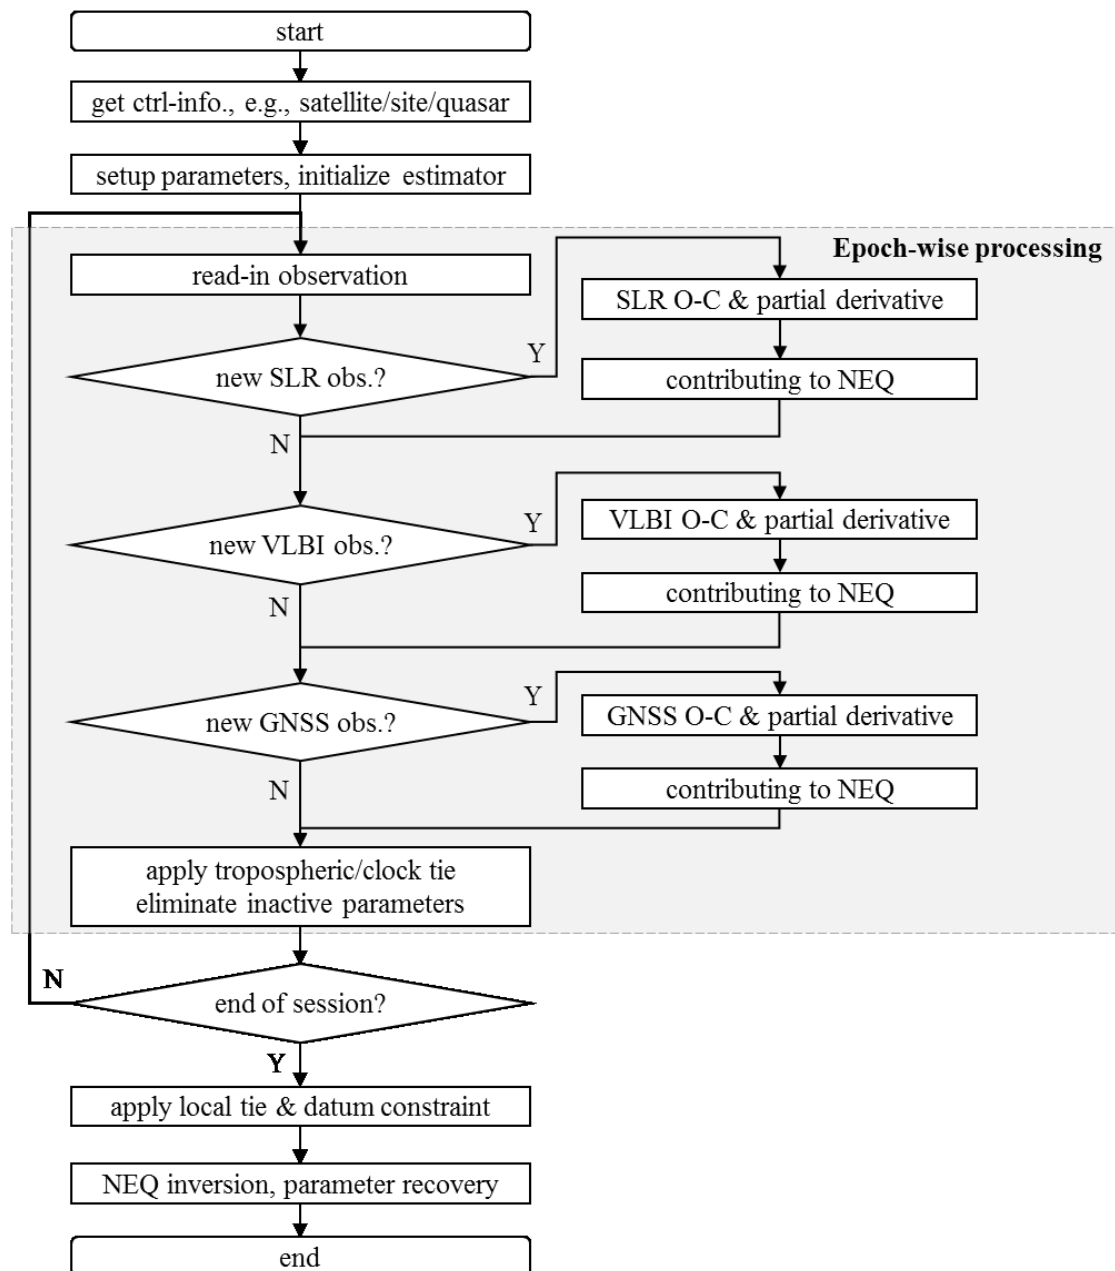 start
get ctrl-info., e.g., satellite/site/quasar
setup parameters, initialize estimator
Epoch-wise processing
read-in observation
SLR O-C & partial derivative
new SLR obs.?
Y
contributing to NEQ
N
VLBI O-C & partial derivative
new VLBI obs.?
Y
contributing to NEQ
N
GNSS O-C & partial derivative
new GNSS obs.?
Y
contributing to NEQ
N
apply tropospheric/clock tie
eliminate inactive parameters
N
end of session?
Y
apply local tie & datum constraint
NEQ inversion, parameter recovery
end